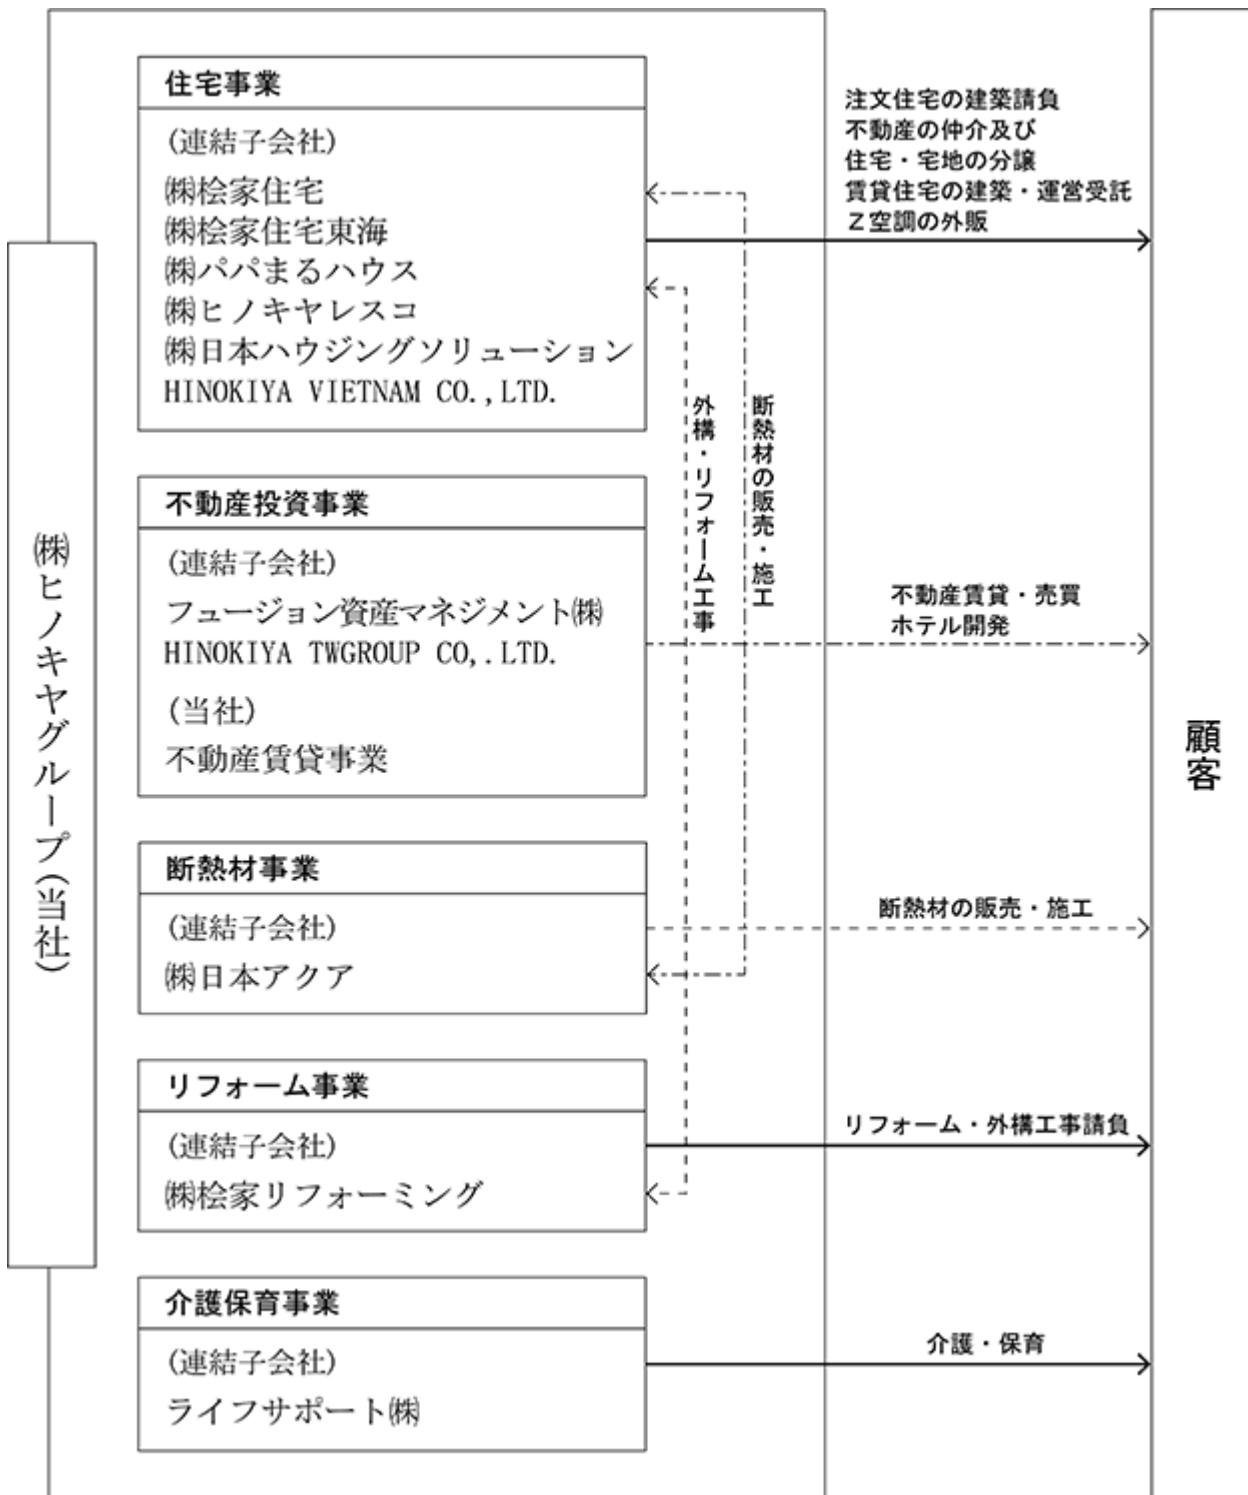 ㈱ヒノキヤグループ(当社)
住宅事業
(連結子会社)
㈱桧家住宅
㈱桧家住宅東海
㈱パパまるハウス
㈱ヒノキヤレスコ
㈱日本ハウジングソリューション
HINOKIYA VIETNAM CO.,LTD.
注文住宅の建築請負
不動産の仲介及び
住宅・宅地の分譲
賃貸住宅の建築・運営受託
Z空調の外販
外構・リフォーム工事
断熱材の販売・施工
不動産投資事業
(連結子会社)
フュージョン資産マネジメント㈱
HINOKIYA TWGROUP CO,.LTD.
(当社)
不動産賃貸事業
不動産賃貸・売買
ホテル開発
断熱材事業
(連結子会社)
㈱日本アクア
断熱材の販売・施工
リフォーム事業
(連結子会社)
㈱桧家リフォーミング
リフォーム・外構工事請負
介護保育事業
(連結子会社)
ライフサポート㈱
介護・保育
顧客